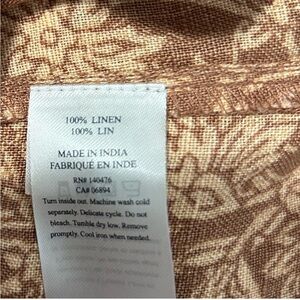 100% LINEN
100% LIN
MADE IN INDIA
FABRIQUÉ EN INDE
RN# 140476
CA# 06894
Turn inside out. Machine wash cold
separately. Delicate cycle. Do not
bleach. Tumble dry low. Remove
promptly. Cool iron when needed.